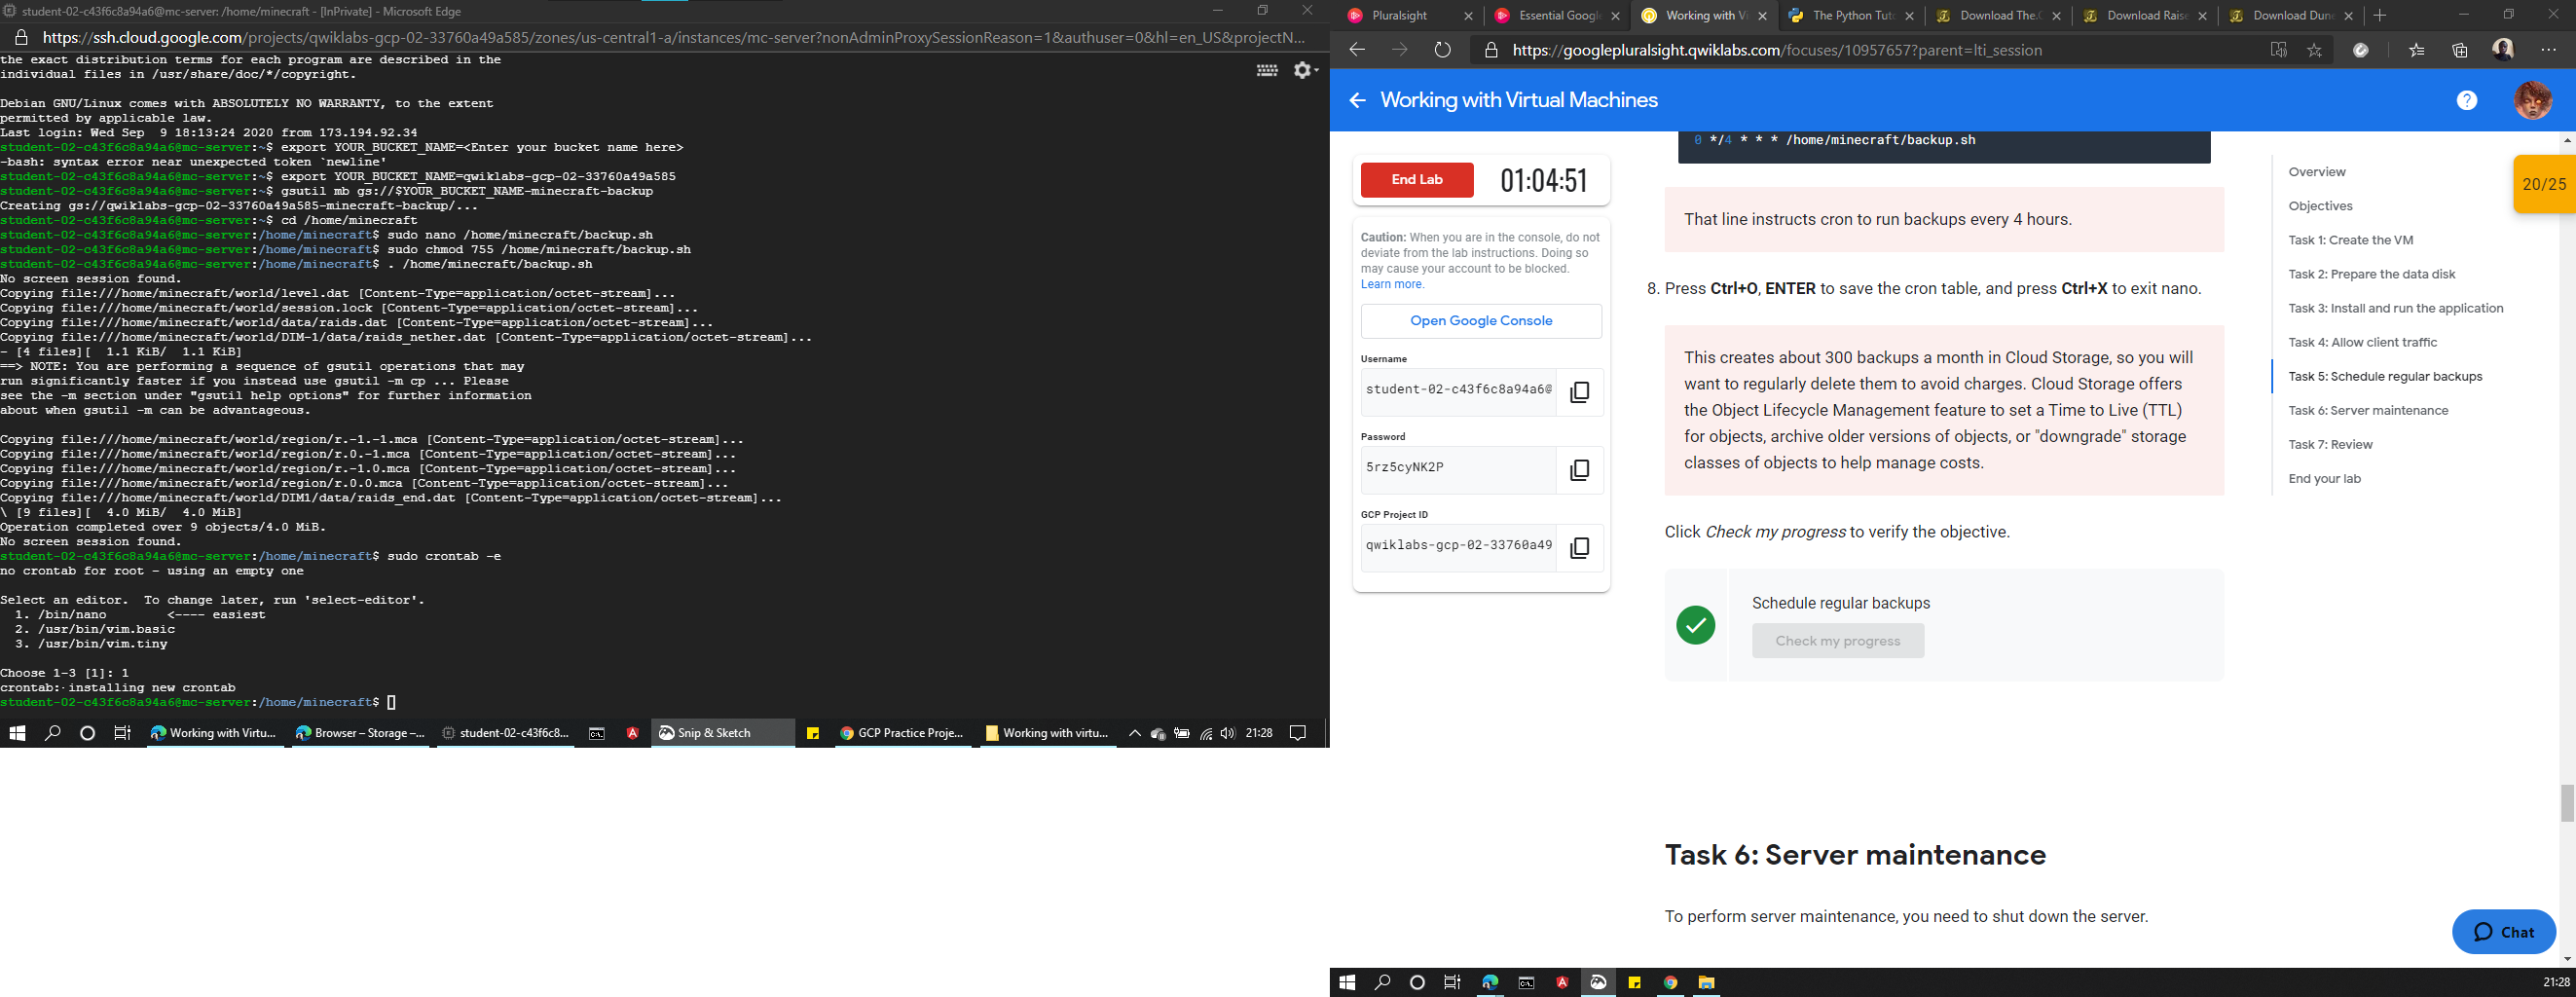 student-02-c43f6c8a94a6@mc-server: /home/minecraft - [InPrivate] - Microsoft Edge
https://ssh.cloud.google.com/projects/qwiklabs-gcp-02-33760a49a585/zones/us-central1-a/instances/mc-server?nonAdminProxySessionReason=1&authuser=0&hl=en_US&projectN...
the exact distribution terms for each program are described in the
individual files in /usr/share/doc/*/copyright.
Debian GNU/Linux comes with ABSOLUTELY NO WARRANTY, to the extent
permitted by applicable law.
Last login: Wed Sep  9 18:13:24 2020 from 173.194.92.34
student-02-c43f6c8a94a6@mc-server:~$ export YOUR_BUCKET_NAME=<Enter your bucket name here>
-bash: syntax error near unexpected token `newline'
student-02-c43f6c8a94a6@mc-server:~$ export YOUR_BUCKET_NAME=qwiklabs-gcp-02-33760a49a585
student-02-c43f6c8a94a6@mc-server:~$ gsutil mb gs://$YOUR_BUCKET_NAME-minecraft-backup
Creating gs://qwiklabs-gcp-02-33760a49a585-minecraft-backup/...
student-02-c43f6c8a94a6@mc-server:~$ cd /home/minecraft
student-02-c43f6c8a94a6@mc-server:/home/minecraft$ sudo nano /home/minecraft/backup.sh
student-02-c43f6c8a94a6@mc-server:/home/minecraft$ sudo chmod 755 /home/minecraft/backup.sh
student-02-c43f6c8a94a6@mc-server:/home/minecraft$ . /home/minecraft/backup.sh
No screen session found.
Copying file:///home/minecraft/world/level.dat [Content-Type=application/octet-stream]...
Copying file:///home/minecraft/world/session.lock [Content-Type=application/octet-stream]...
Copying file:///home/minecraft/world/data/raids.dat [Content-Type=application/octet-stream]...
Copying file:///home/minecraft/world/DIM-1/data/raids_nether.dat [Content-Type=application/octet-stream]...
- [4 files][  1.1 KiB/  1.1 KiB]
==> NOTE: You are performing a sequence of gsutil operations that may
run significantly faster if you instead use gsutil -m cp ... Please
see the -m section under "gsutil help options" for further information
about when gsutil -m can be advantageous.
Copying file:///home/minecraft/world/region/r.-1.-1.mca [Content-Type=application/octet-stream]...
Copying file:///home/minecraft/world/region/r.0.-1.mca [Content-Type=application/octet-stream]...
Copying file:///home/minecraft/world/region/r.-1.0.mca [Content-Type=application/octet-stream]...
Copying file:///home/minecraft/world/region/r.0.0.mca [Content-Type=application/octet-stream]...
Copying file:///home/minecraft/world/DIM1/data/raids_end.dat [Content-Type=application/octet-stream]...
\ [9 files][  4.0 MiB/  4.0 MiB]
Operation completed over 9 objects/4.0 MiB.
No screen session found.
student-02-c43f6c8a94a6@mc-server:/home/minecraft$ sudo crontab -e
no crontab for root - using an empty one
Select an editor.  To change later, run 'select-editor'.
1. /bin/nano        <---- easiest
2. /usr/bin/vim.basic
3. /usr/bin/vim.tiny
Choose 1-3 [1]: 1
crontab: installing new crontab
student-02-c43f6c8a94a6@mc-server:/home/minecraft$
Working with Virtu...
Browser – Storage –...
student-02-c43f6c8...
Snip & Sketch
GCP Practice Proje...
Working with virtu...
21:28
Pluralsight
Essential Google
Working with Vi
The Python Tuto
Download The.O
Download Raise
Download Dune
https://googlepluralsight.qwiklabs.com/focuses/10957657?parent=lti_session
Working with Virtual Machines
End Lab
01:04:51
Caution: When you are in the console, do not
deviate from the lab instructions. Doing so
may cause your account to be blocked.
Learn more.
Open Google Console
Username
student-02-c43f6c8a94a6@
Password
5rz5cyNK2P
GCP Project ID
qwiklabs-gcp-02-33760a49
0 */4 * * * /home/minecraft/backup.sh
That line instructs cron to run backups every 4 hours.
8. Press Ctrl+O, ENTER to save the cron table, and press Ctrl+X to exit nano.
This creates about 300 backups a month in Cloud Storage, so you will
want to regularly delete them to avoid charges. Cloud Storage offers
the Object Lifecycle Management feature to set a Time to Live (TTL)
for objects, archive older versions of objects, or "downgrade" storage
classes of objects to help manage costs.
Click Check my progress to verify the objective.
Schedule regular backups
Check my progress
Task 6: Server maintenance
To perform server maintenance, you need to shut down the server.
Overview
Objectives
Task 1: Create the VM
Task 2: Prepare the data disk
Task 3: Install and run the application
Task 4: Allow client traffic
Task 5: Schedule regular backups
Task 6: Server maintenance
Task 7: Review
End your lab
20/25
Chat
21:28